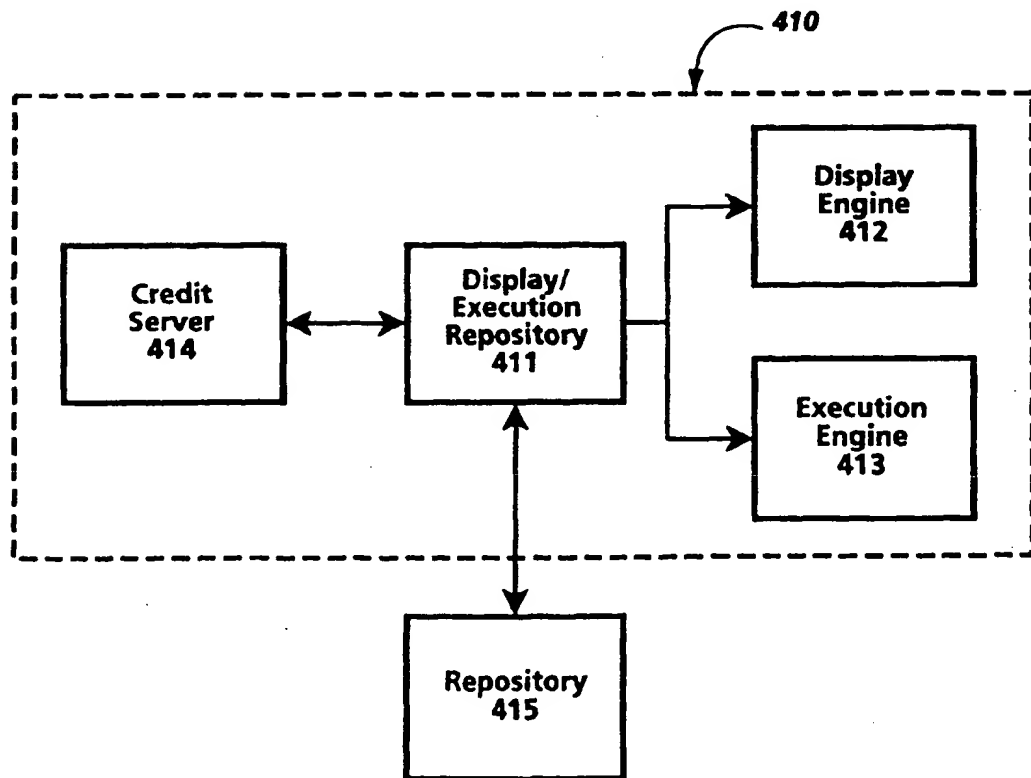 410
Display
Engine
412
Credit
Server
414
Display/
Execution
Repository
411
Execution
Engine
413
Repository
415